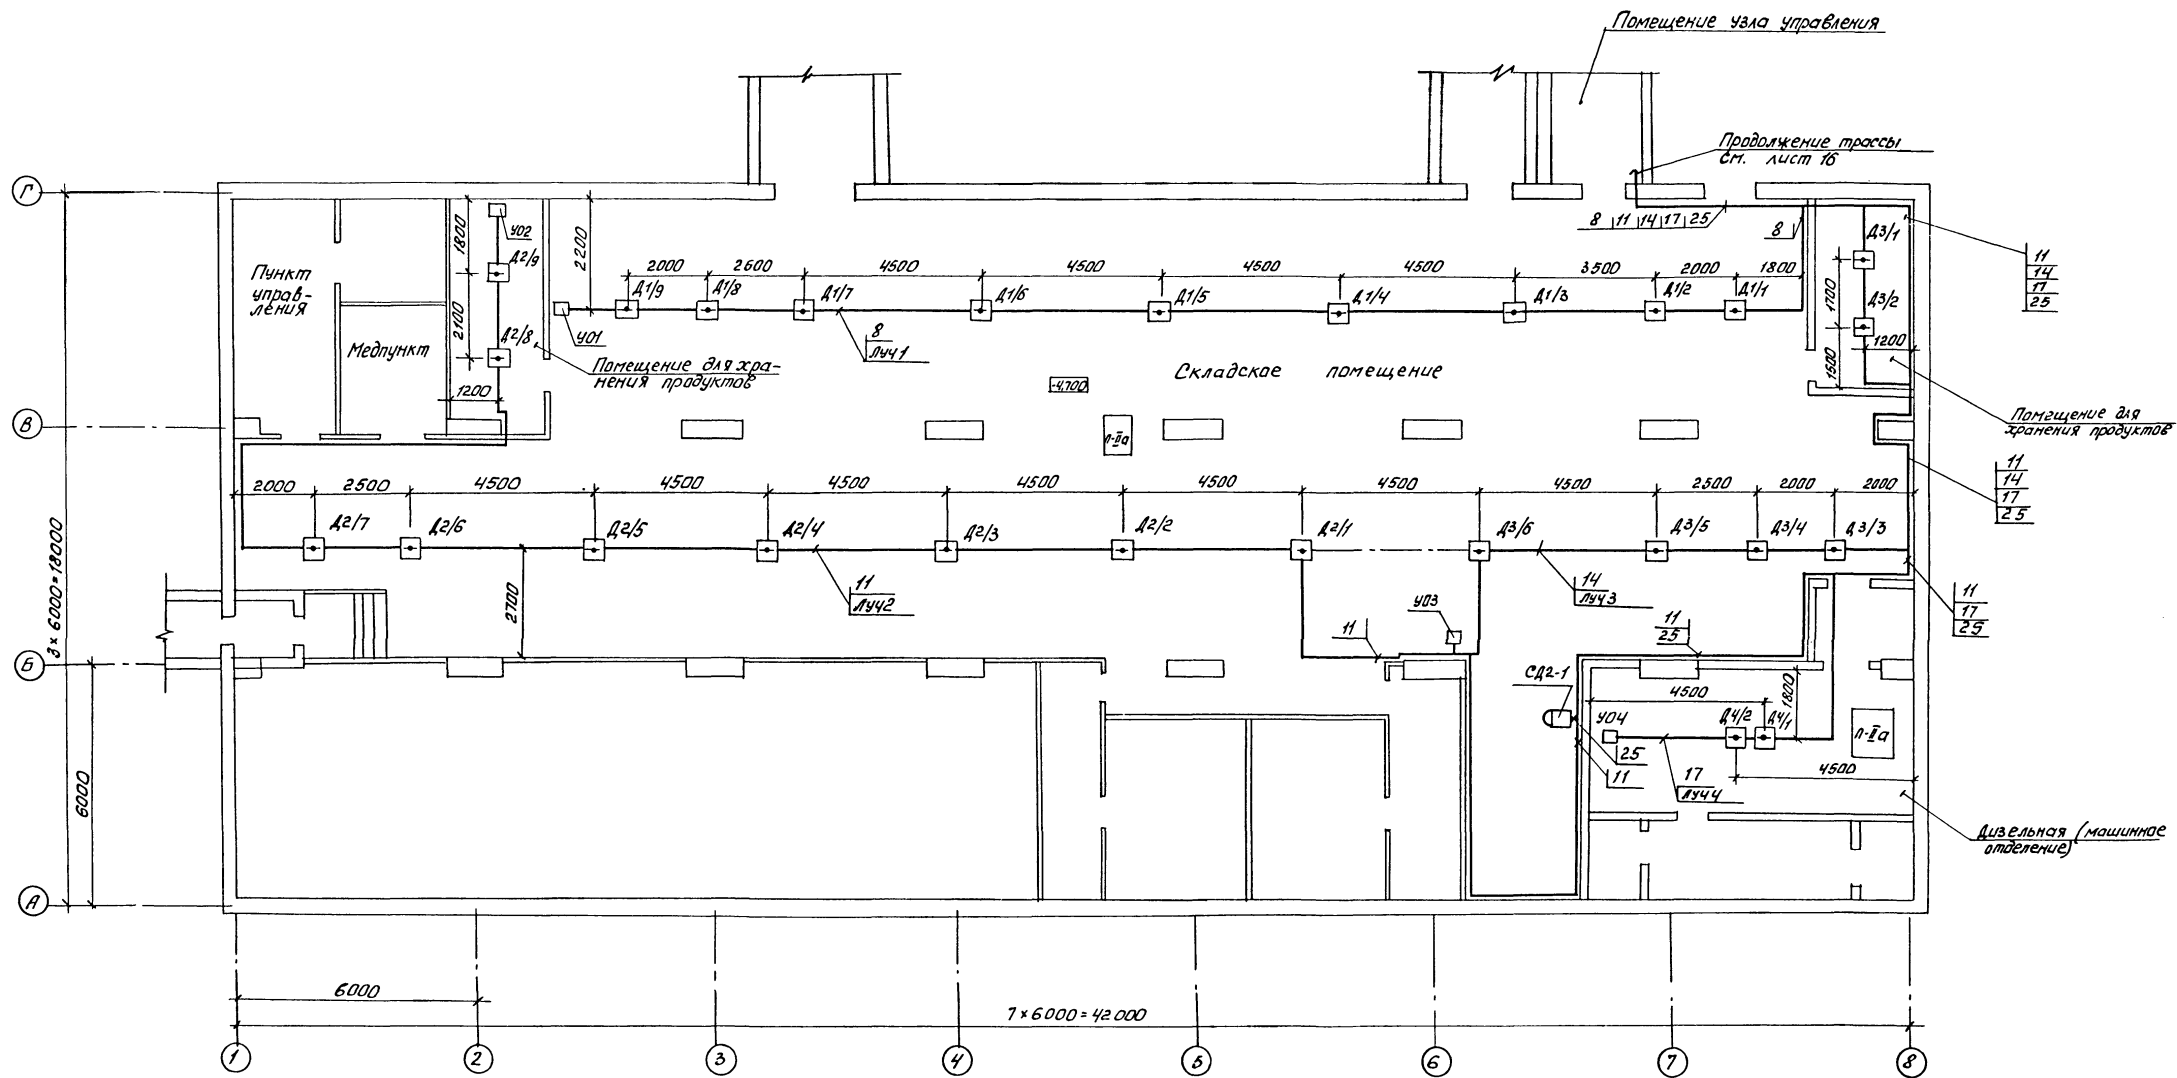 Помещение узла управления
Продолжение трассы
см. лист 16
Г
8 11 14 17 25
8
1800
УО2
Д2/9
2200
Д3/1
11
14
17
25
Пункт
управ-
ления
2000 2600 4500 4500 4500 4500 3500 2000 1800
Д1/9 Д1/8 Д1/7 Д1/6 Д1/5 Д1/4 Д1/3 Д1/2 Д1/1
1700
Д3/2
2100
Д2/8
УО1
8
Луч1
1200
1500
Медпункт
Помещение для хра-
нения продуктов
Складское помещение
-4.700
1200
Помещение для
хранения продуктов
В
П-IIа
11
14
17
25
2000 2500 4500 4500 4500 4500 4500 4500 4500 2500 2000 2000
Д2/7 Д2/6 Д2/5 Д2/4 Д2/3 Д2/2 Д2/1 Д3/6 Д3/5 Д3/4 Д3/3
3×6000=18000
2700
11
Луч2
14
Луч3
УО3
11
11
25
11
17
25
Б
СД2-1
4500
1800
УО4
Д4/2 Д4/1
П-IIа
25
11
17
Луч4
4500
6000
Дизельная (машинное
отделение)
А
6000
7×6000=42000
1 2 3 4 5 6 7 8